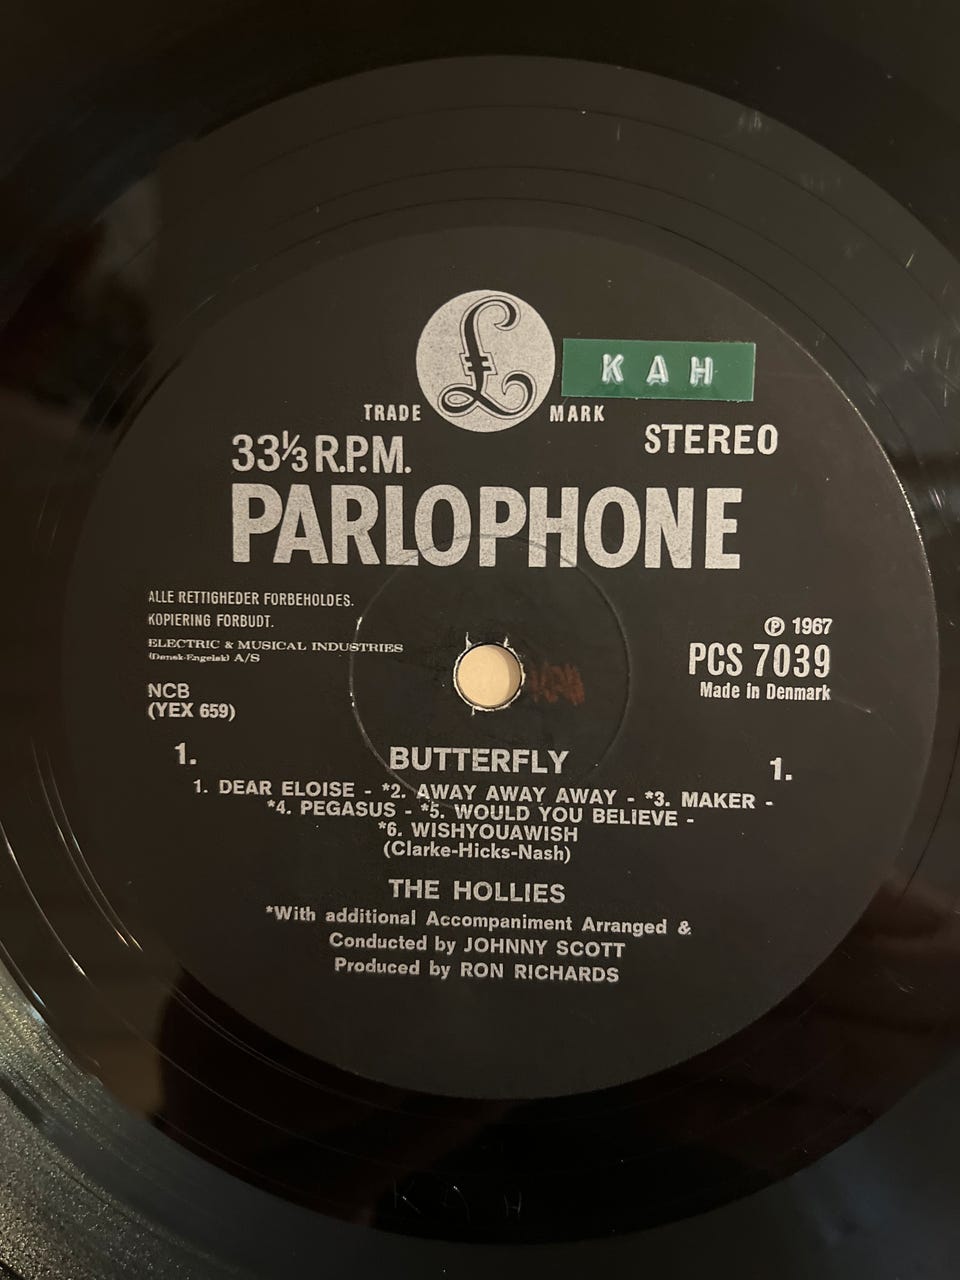 £
K A H
TRADE MARK
STEREO
33⅓ R.P.M.
PARLOPHONE
ALLE RETTIGHEDER FORBEHOLDES.
KOPIERING FORBUDT.
ELECTRIC & MUSICAL INDUSTRIES
(Dansk-Engelsk) A/S
℗ 1967
PCS 7039
Made in Denmark
NCB
(YEX 659)
1. BUTTERFLY 1.
1. DEAR ELOISE - *2. AWAY AWAY AWAY - *3. MAKER -
*4. PEGASUS - *5. WOULD YOU BELIEVE -
*6. WISHYOUAWISH
(Clarke-Hicks-Nash)
THE HOLLIES
*With additional Accompaniment Arranged &
Conducted by JOHNNY SCOTT
Produced by RON RICHARDS
K A H